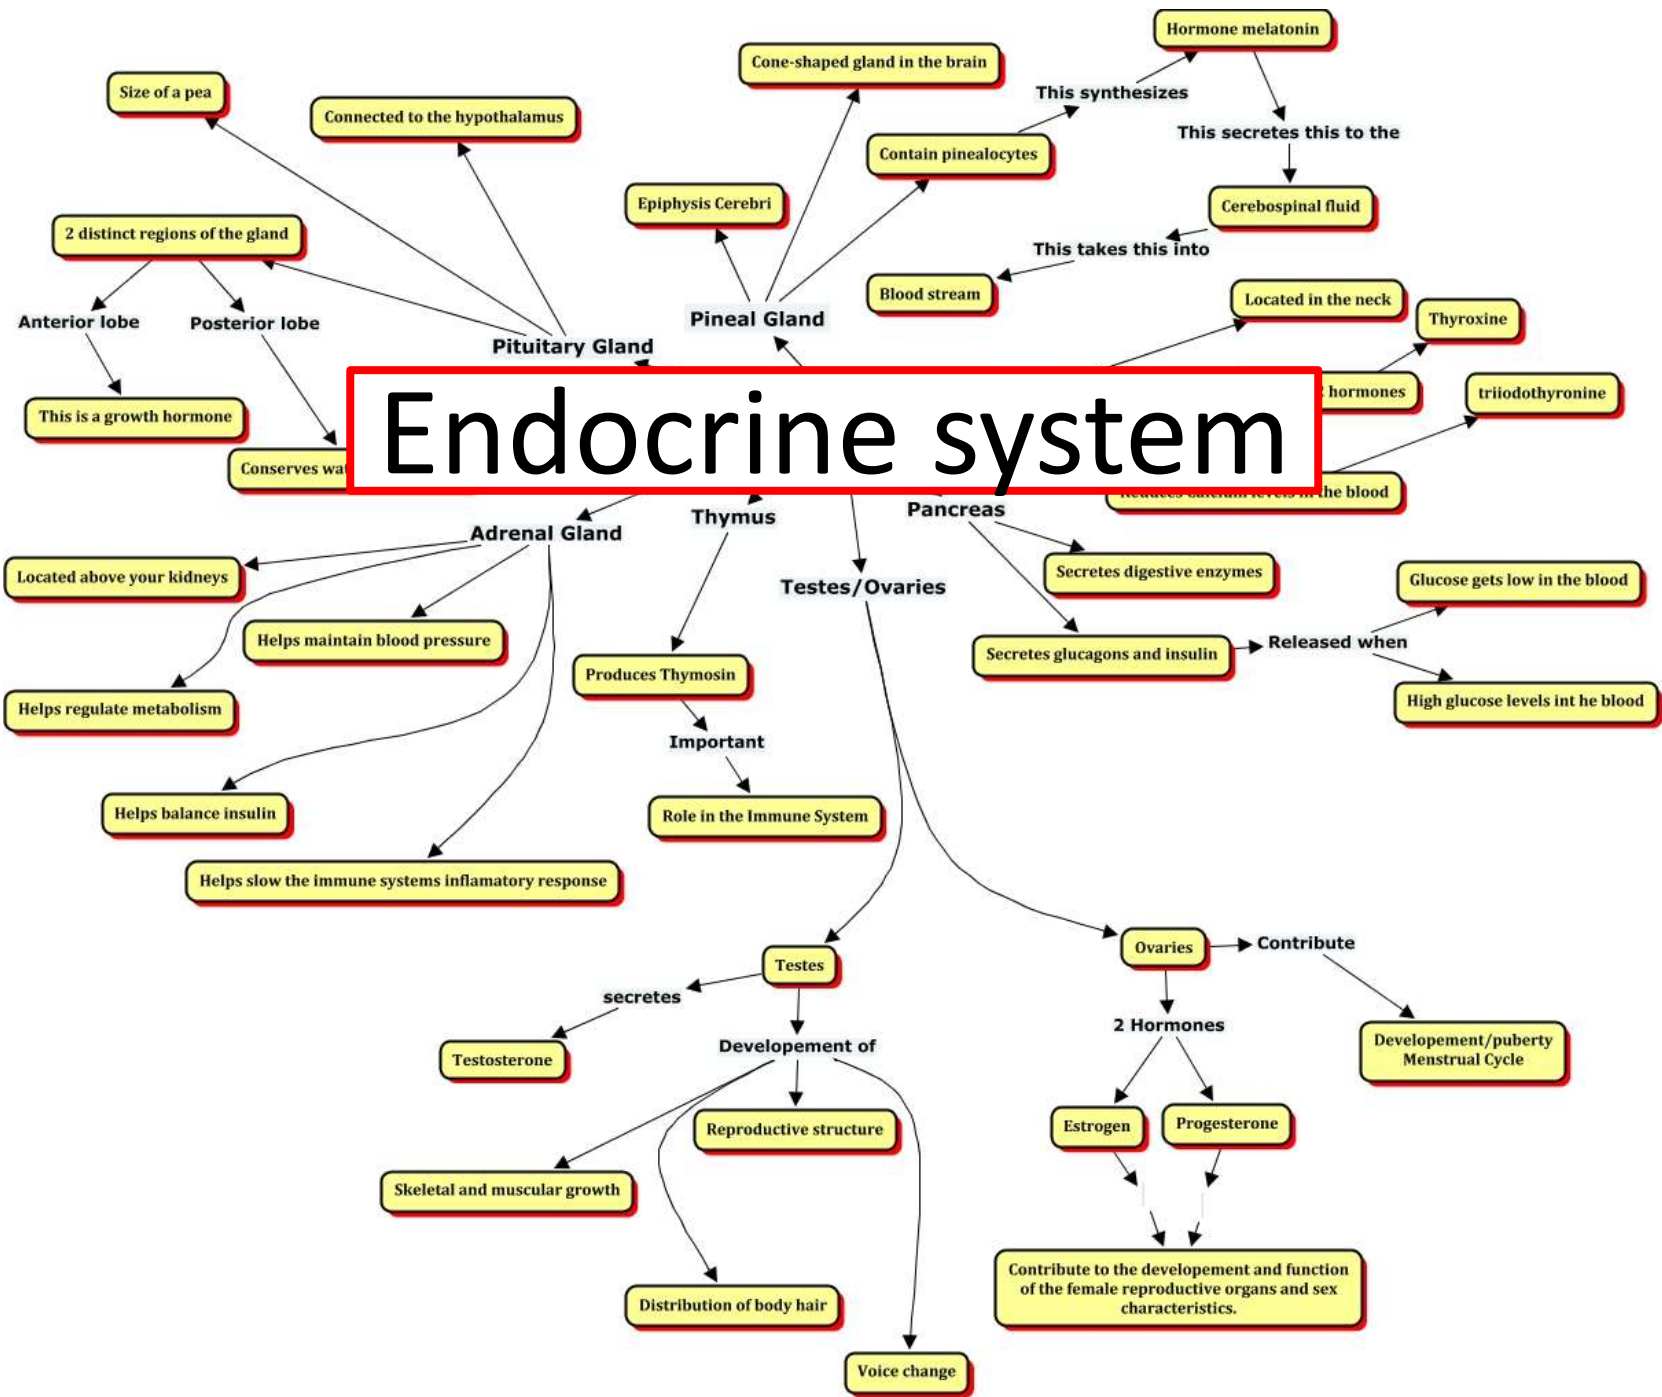 Hormone melatonin
Cone-shaped gland in the brain
Size of a pea
This synthesizes
Connected to the hypothalamus
This secretes this to the
Contain pinealocytes
Epiphysis Cerebri
Cerebospinal fluid
2 distinct regions of the gland
This takes this into
Blood stream
Located in the neck
Anterior lobe
Posterior lobe
Pineal Gland
Thyroxine
Pituitary Gland
hormones
triiodothyronine
This is a growth hormone
Endocrine system
Conserves
Reduces calcium levels in the blood
Pancreas
Thymus
Adrenal Gland
Located above your kidneys
Secretes digestive enzymes
Glucose gets low in the blood
Testes/Ovaries
Helps maintain blood pressure
Released when
Secretes glucagons and insulin
Produces Thymosin
High glucose levels int he blood
Helps regulate metabolism
Important
Helps balance insulin
Role in the Immune System
Helps slow the immune systems inflamatory response
Ovaries
Contribute
Testes
secretes
2 Hormones
Developement of
Testosterone
Developement/puberty
Menstrual Cycle
Estrogen
Progesterone
Reproductive structure
Skeletal and muscular growth
Contribute to the developement and function
of the female reproductive organs and sex
characteristics.
Distribution of body hair
Voice change